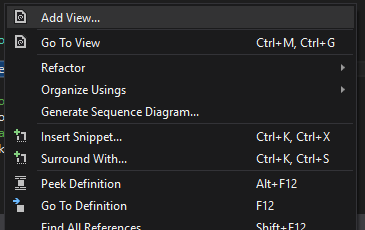 Add View...
Go To View Ctrl+M, Ctrl+G
Refactor
Organize Usings
Generate Sequence Diagram...
Insert Snippet... Ctrl+K, Ctrl+X
Surround With... Ctrl+K, Ctrl+S
Peek Definition Alt+F12
Go To Definition F12
Find All References Shift+F12